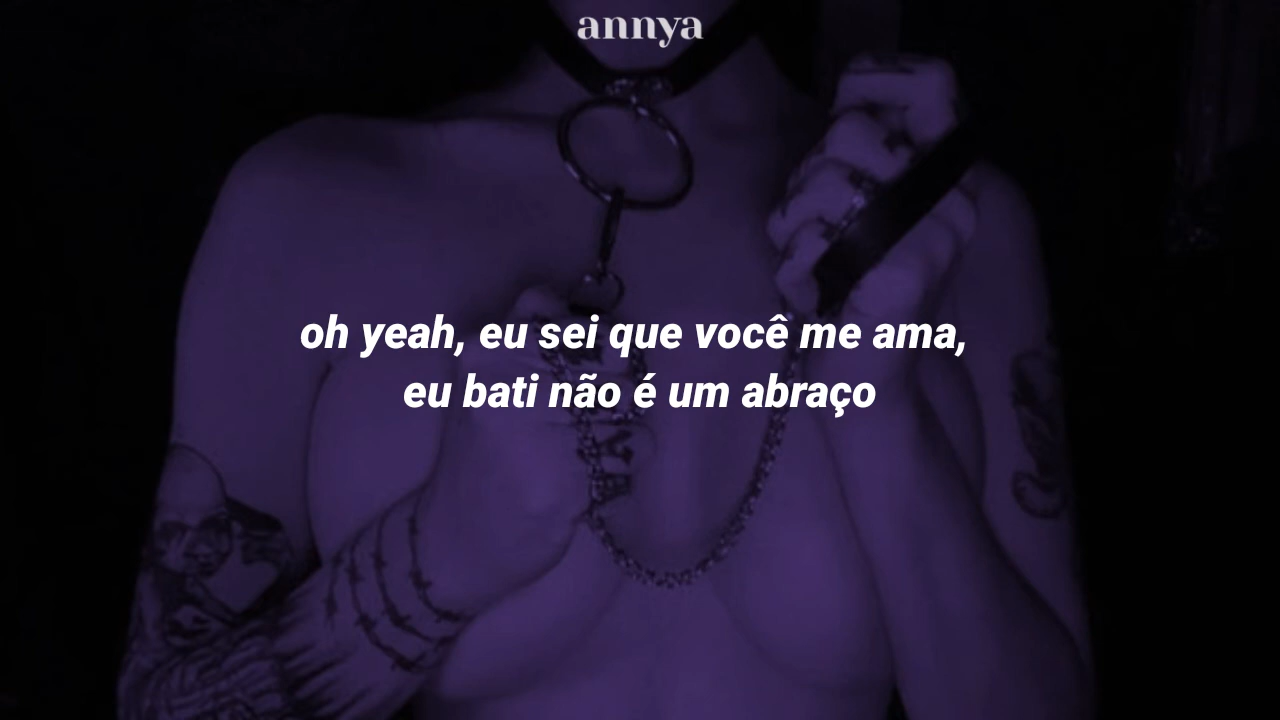 annya
oh yeah, eu sei que você me ama,
eu bati não é um abraço